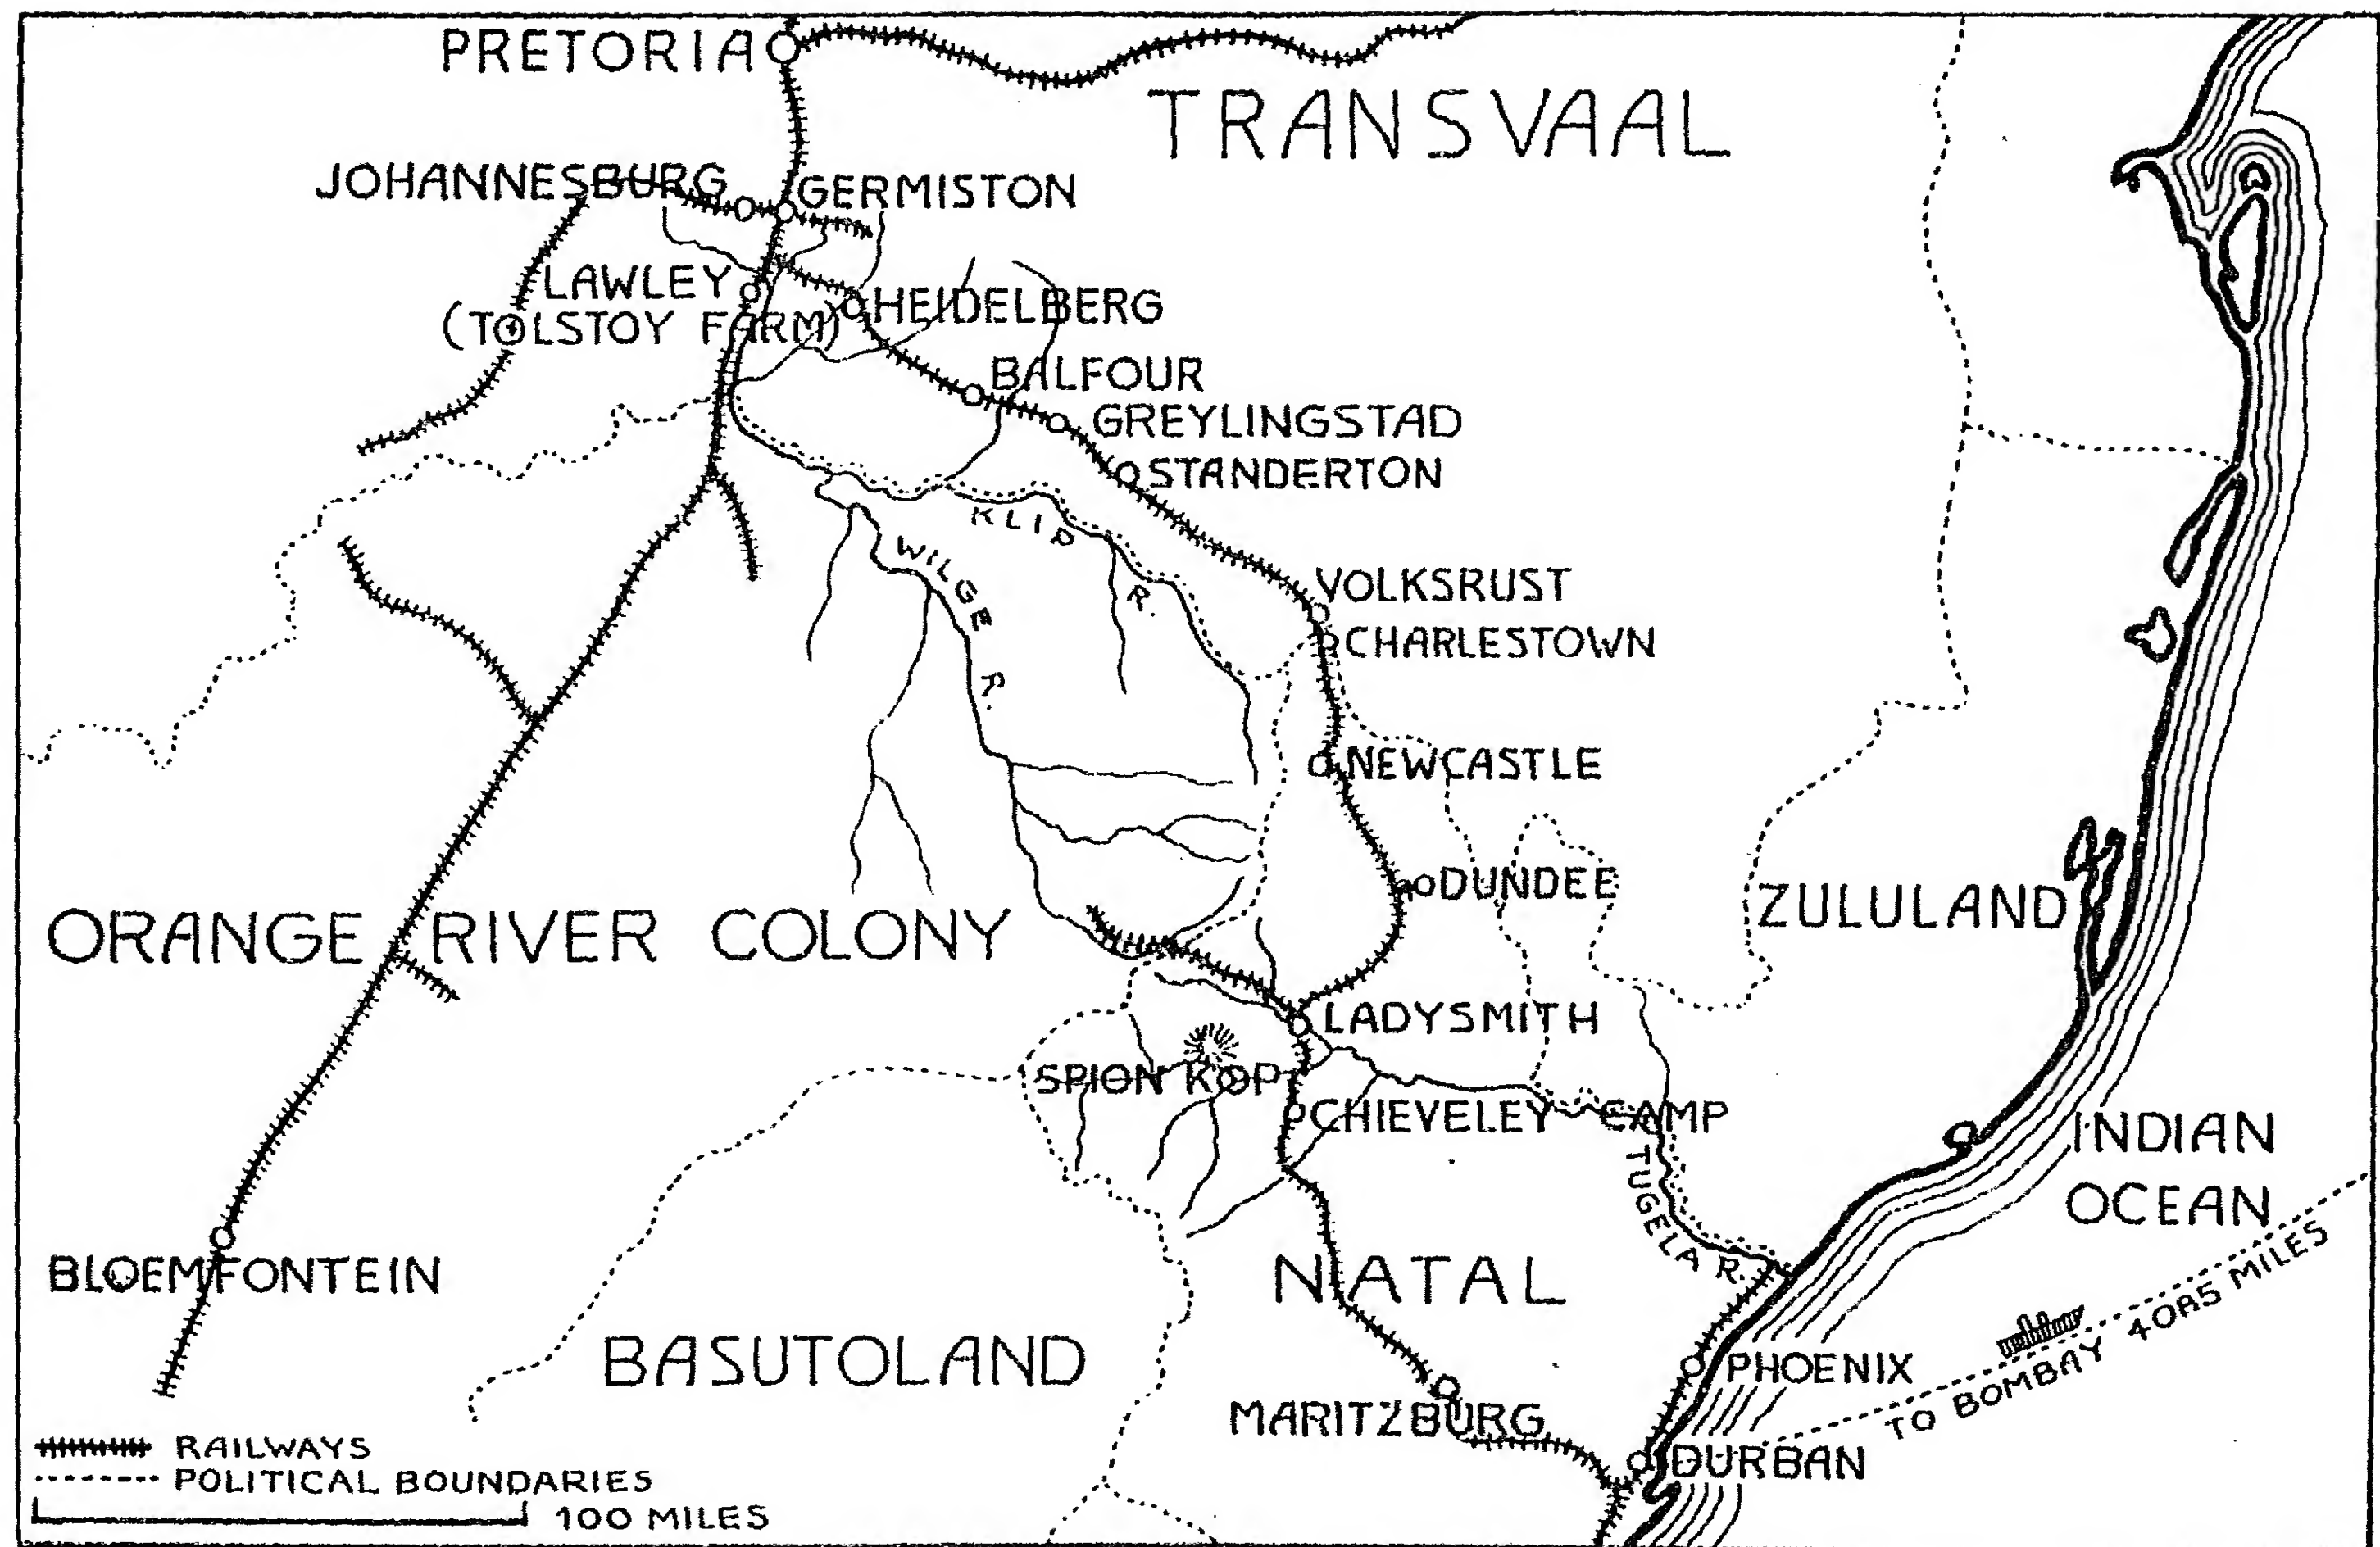 PRETORIA
TRANSVAAL
JOHANNESBURG
GERMISTON
LAWLEY
(TOLSTOY FARM)
HEIDELBERG
BALFOUR
GREYLINGSTAD
STANDERTON
KLIP R.
WILGE R.
VOLKSRUST
CHARLESTOWN
NEWCASTLE
DUNDEE
ZULULAND
ORANGE RIVER COLONY
LADYSMITH
SPION KOP
CHIEVELEY CAMP
TUGELA R.
INDIAN
OCEAN
BLOEMFONTEIN
NATAL
BASUTOLAND
TO BOMBAY 4085 MILES
PHOENIX
MARITZBURG
DURBAN
RAILWAYS
POLITICAL BOUNDARIES
100 MILES